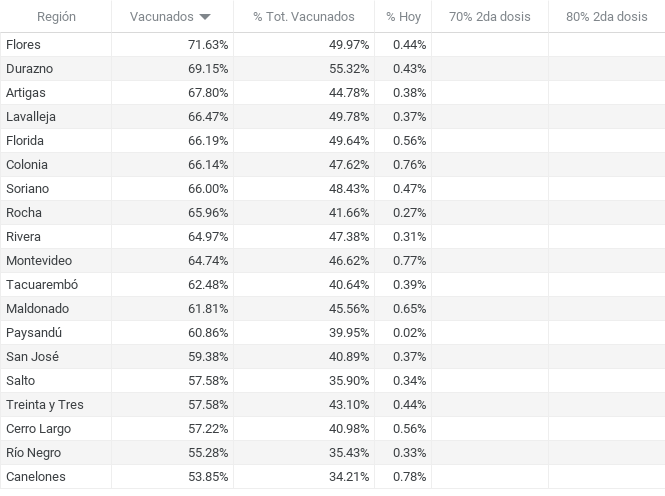 Región Vacunados % Tot. Vacunados % Hoy 70% 2da dosis 80% 2da dosis
Flores 71.63% 49.97% 0.44%
Durazno 69.15% 55.32% 0.43%
Artigas 67.80% 44.78% 0.38%
Lavalleja 66.47% 49.78% 0.37%
Florida 66.19% 49.64% 0.56%
Colonia 66.14% 47.62% 0.76%
Soriano 66.00% 48.43% 0.47%
Rocha 65.96% 41.66% 0.27%
Rivera 64.97% 47.38% 0.31%
Montevideo 64.74% 46.62% 0.77%
Tacuarembó 62.48% 40.64% 0.39%
Maldonado 61.81% 45.56% 0.65%
Paysandú 60.86% 39.95% 0.02%
San José 59.38% 40.89% 0.37%
Salto 57.58% 35.90% 0.34%
Treinta y Tres 57.58% 43.10% 0.44%
Cerro Largo 57.22% 40.98% 0.56%
Río Negro 55.28% 35.43% 0.33%
Canelones 53.85% 34.21% 0.78%